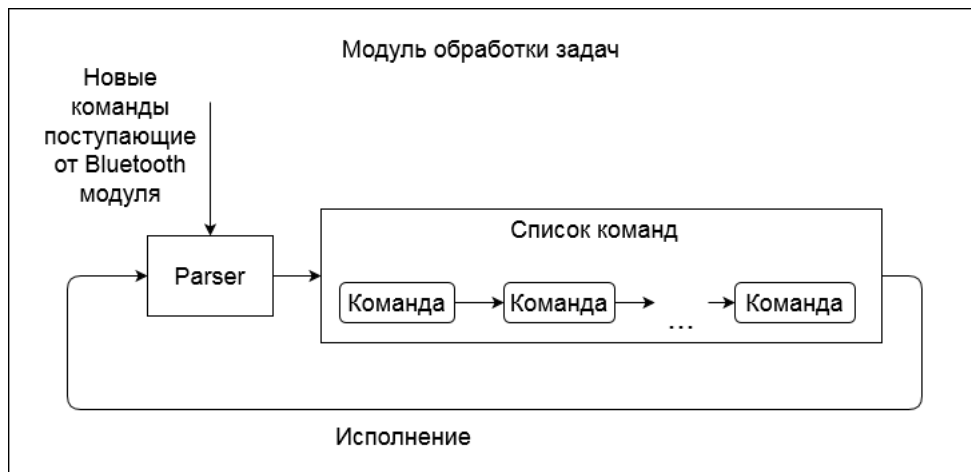 Модуль обработки задач
Новые
команды
поступающие
от Bluetooth
модуля
Список команд
Parser
Команда
Команда
...
Команда
Исполнение